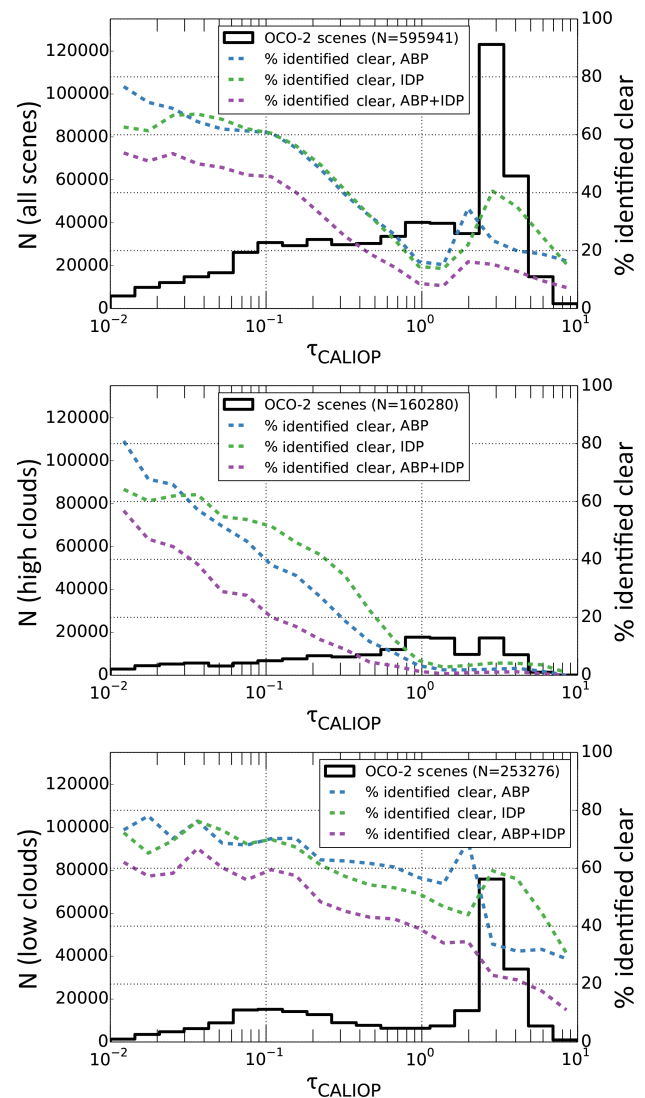 OCO-2 scenes (N=595941)
% identified clear, ABP
% identified clear, IDP
% identified clear, ABP+IDP
N (all scenes)
120000
100000
80000
60000
40000
20000
0
100
80
60
40
20
0
% identified clear
10⁻² 10⁻¹ 10⁰ 10¹
τCALIOP
OCO-2 scenes (N=160280)
% identified clear, ABP
% identified clear, IDP
% identified clear, ABP+IDP
N (high clouds)
120000
100000
80000
60000
40000
20000
0
100
80
60
40
20
0
% identified clear
10⁻² 10⁻¹ 10⁰ 10¹
τCALIOP
OCO-2 scenes (N=253276)
% identified clear, ABP
% identified clear, IDP
% identified clear, ABP+IDP
N (low clouds)
120000
100000
80000
60000
40000
20000
0
100
80
60
40
20
0
% identified clear
10⁻² 10⁻¹ 10⁰ 10¹
τCALIOP